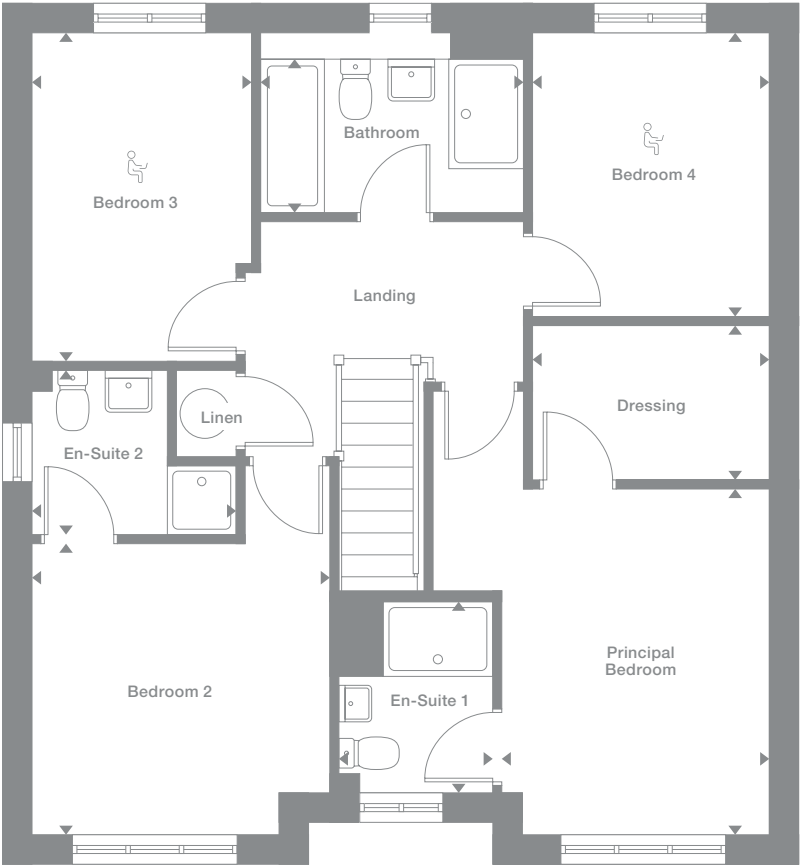 Bathroom
Bedroom 4
Bedroom 3
Landing
Dressing
Linen
En-Suite 2
Principal
Bedroom
Bedroom 2
En-Suite 1